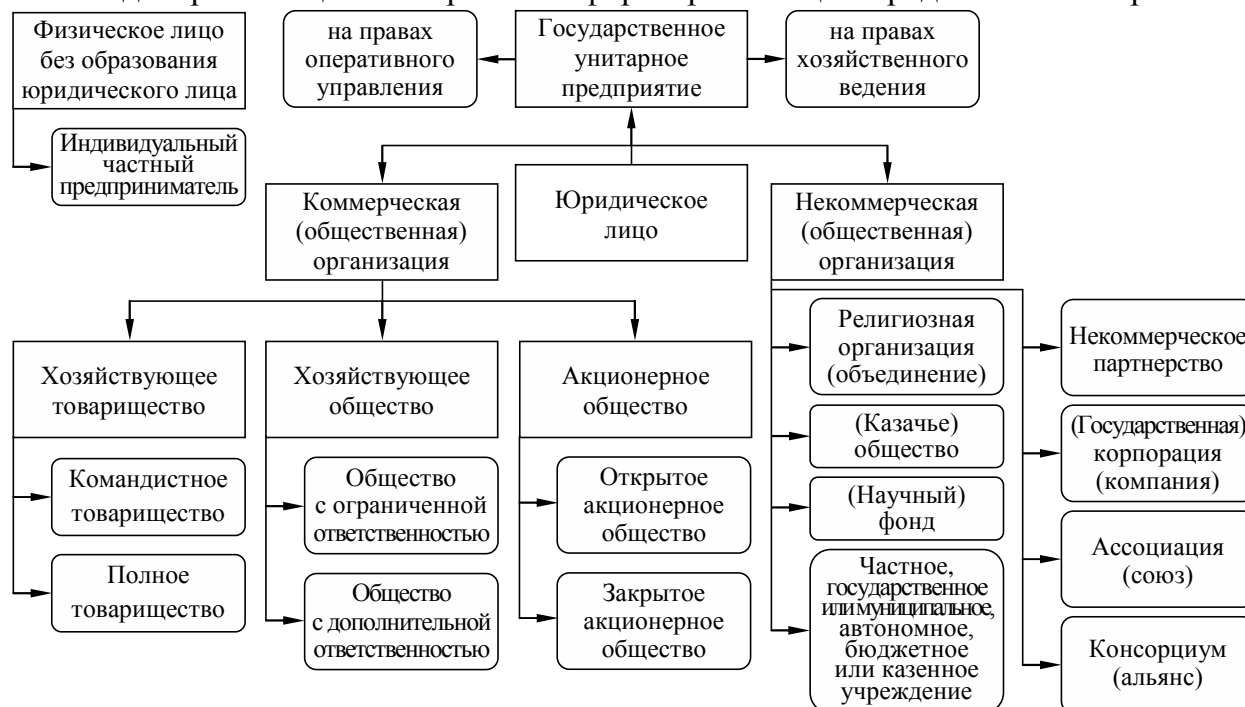 Физическое лицо
без образования
юридического лица
на правах
оперативного
управления
Государственное
унитарное
предприятие
на правах
хозяйственного
ведения
Индивидуальный
частный
предприниматель
Коммерческая
(общественная)
организация
Юридическое
лицо
Некоммерческая
(общественная)
организация
Хозяйствующее
товарищество
Хозяйствующее
общество
Акционерное
общество
Религиозная
организация
(объединение)
Некоммерческое
партнерство
Командистное
товарищество
Общество
с ограниченной
ответственностью
Открытое
акционерное
общество
(Казачье)
общество
(Государственная)
корпорация
(компания)
(Научный)
фонд
Полное
товарищество
Общество
с дополнительной
ответственностью
Закрытое
акционерное
общество
Частное,
государственное
или муниципальное,
автономное,
бюджетное
или казенное
учреждение
Ассоциация
(союз)
Консорциум
(альянс)